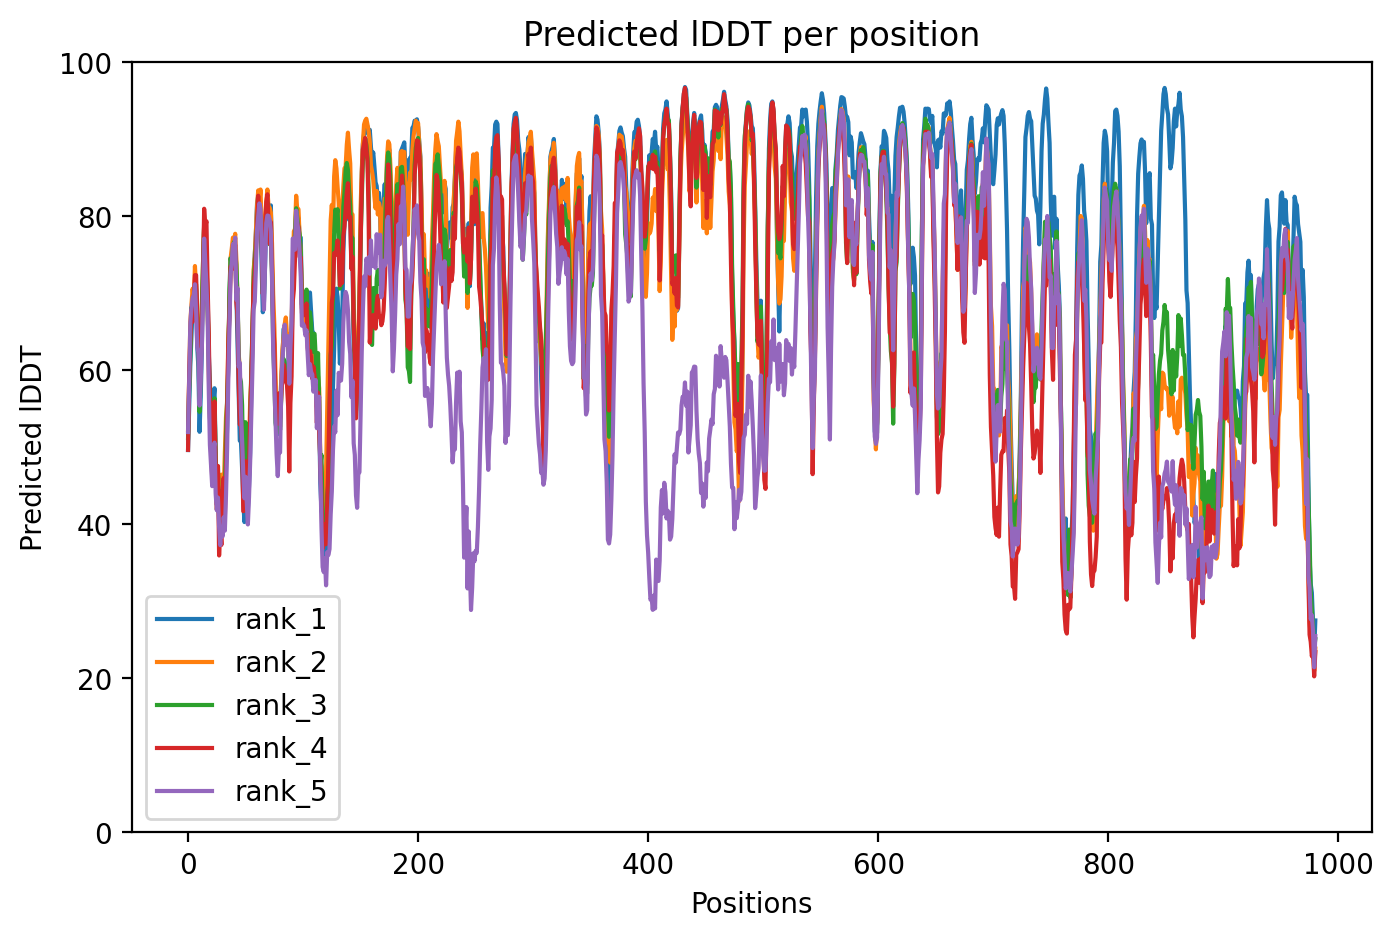 Predicted lDDT per position
100
80
60
40
20
0
Predicted lDDT
rank_1
rank_2
rank_3
rank_4
rank_5
0 200 400 600 800 1000
Positions